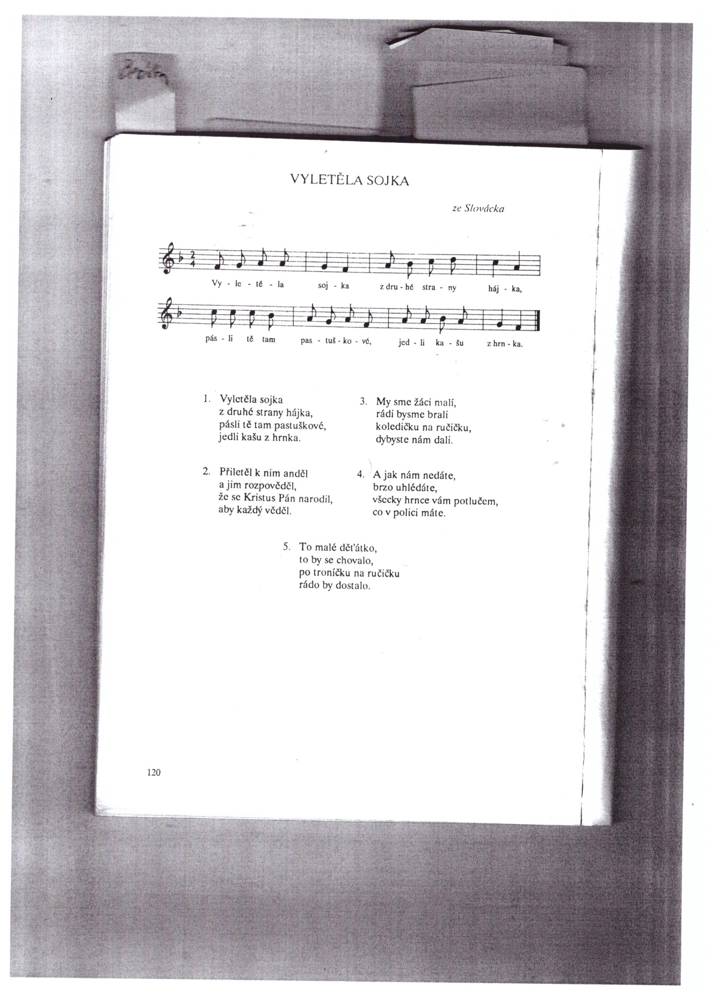 VYLETĚLA SOJKA
ze Slovácka
2
4
Vy - le - tě - la soj - ka z dru - hé stra - ny háj - ka,
pás - li tě tam pas - tuš - ko - vé, jed - li ka - šu z hrn - ka.
1. Vyletěla sojka
z druhé strany hájka,
pásli tě tam pastuškové,
jedli kašu z hrnka.
2. Přiletěl k nim anděl
a jim rozpověděl,
že se Kristus Pán narodil,
aby každý věděl.
3. My sme žáci malí,
rádi bysme brali
koledičku na ručičku,
dybyste nám dali.
4. A jak nám nedáte,
brzo uhlédáte,
všecky hrnce vám potlučem,
co v polici máte.
5. To malé děťátko,
to by se chovalo,
po troníčku na ručičku
rádo by dostalo.
120